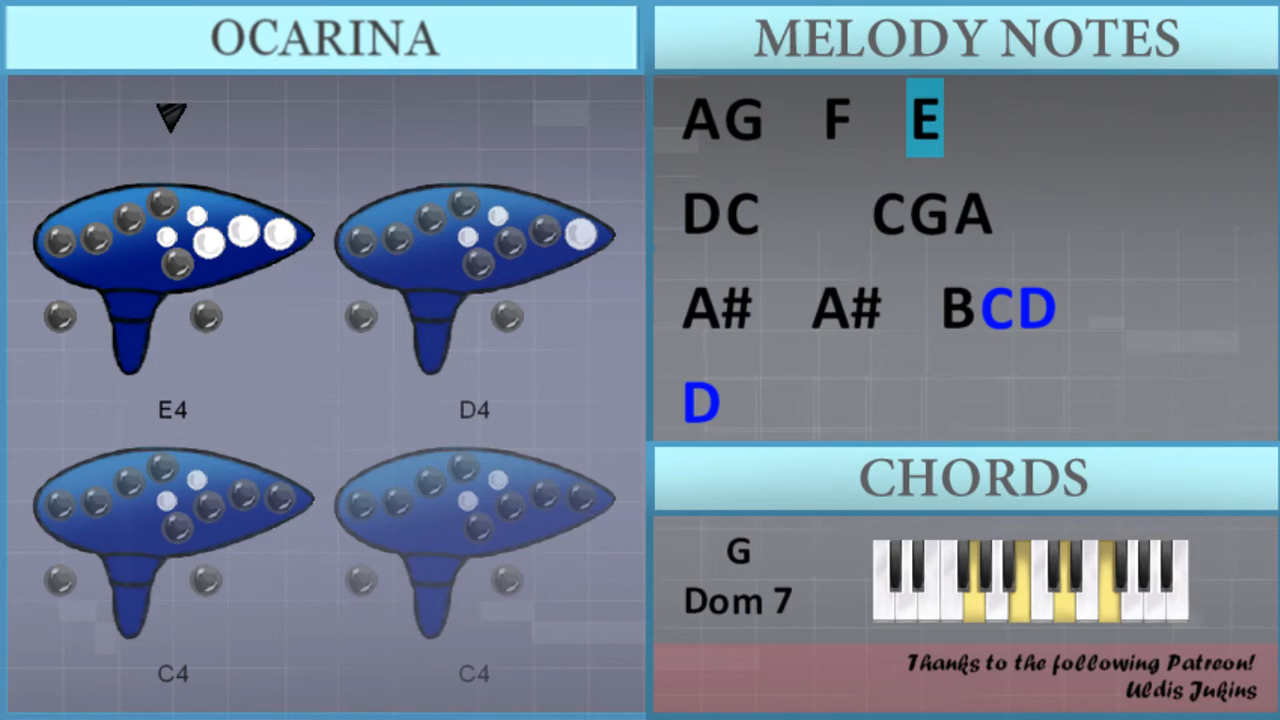 OCARINA
E4
D4
C4
C4
MELODY NOTES
AG F E
DC CGA
A# A# BCD
D
CHORDS
G
Dom 7
Thanks to the following Patreon!
Uldis Jukins